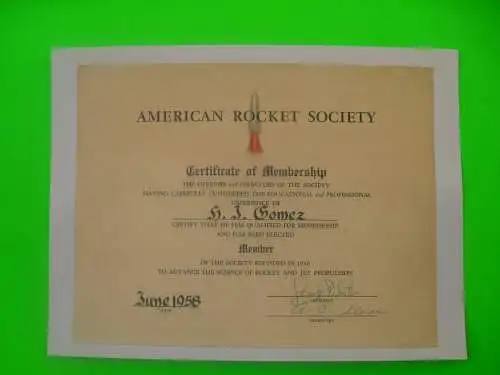 AMERICAN ROCKET SOCIETY
Certificate of Membership
THE OFFICERS and DIRECTORS OF THE SOCIETY
HAVING CAREFULLY CONSIDERED THE EDUCATIONAL and PROFESSIONAL
EXPERIENCE OF
H. J. Gomez
CERTIFY THAT HE HAS QUALIFIED FOR MEMBERSHIP
AND HAS BEEN ELECTED
Member
OF THE SOCIETY FOUNDED IN 1930
TO ADVANCE THE SCIENCE OF ROCKET AND JET PROPULSION
June 1958